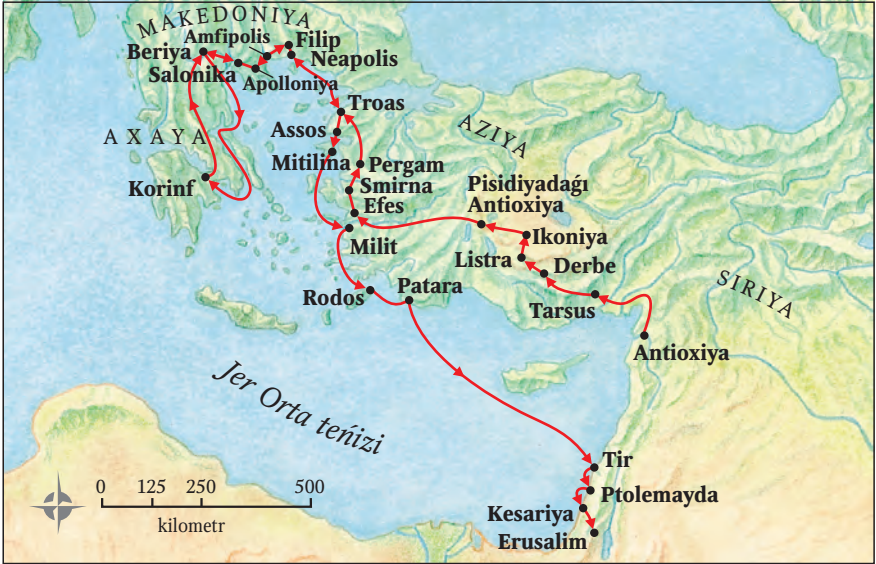 MAKEDONIYA
Amfipolis
Filip
Beriya
Neapolis
Salonika
Apolloniya
Troas
AXAYA
Assos
AZIYA
Mitilina
Pergam
Korinf
Smirna
Pisidiyadaǵı
Antioxiya
Efes
Ikoniya
Milit
Listra
Derbe
SIRIYA
Rodos
Patara
Tarsus
Antioxiya
Jer Orta teńizi
Tir
0 125 250 500
kilometr
Ptolemayda
Kesariya
Erusalim